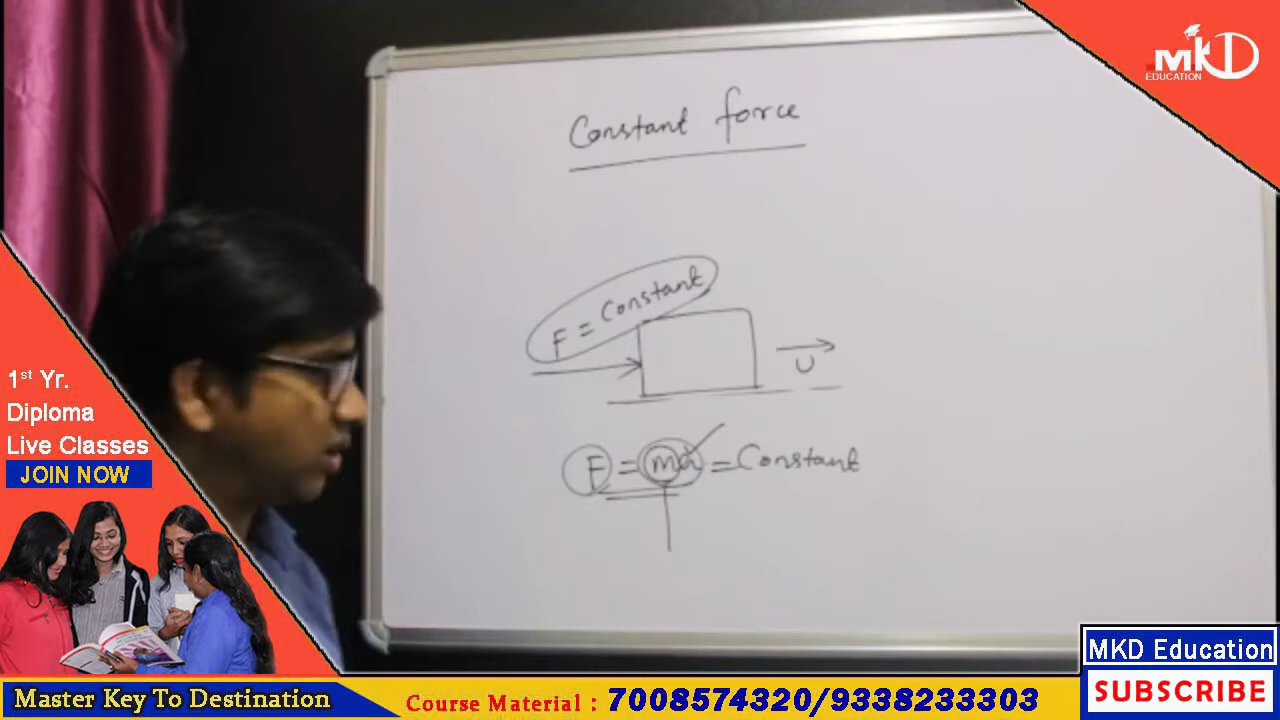 MKD
EDUCATION
Constant force
F = Constant
U
F = ma = Constant
1st Yr.
Diploma
Live Classes
JOIN NOW
MKD Education
SUBSCRIBE
Master Key To Destination
Course Material : 7008574320/9338233303